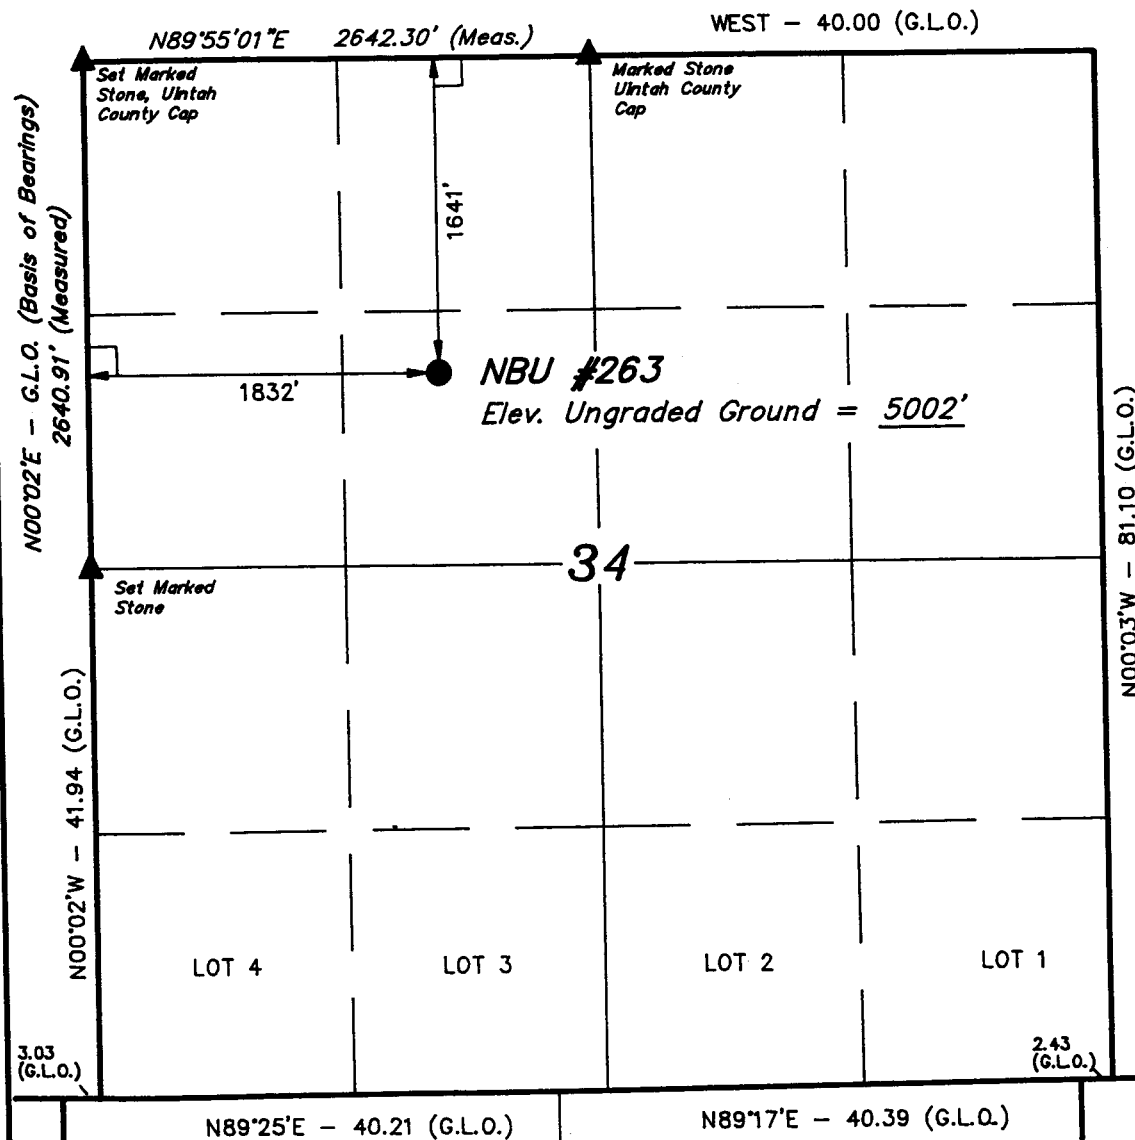 WEST - 40.00 (G.L.O.)
N89°55'01"E 2642.30' (Meas.)
Set Marked
Stone, Uintah
County Cap
Marked Stone
Uintah County
Cap
N00°02'E - G.L.O. (Basis of Bearings)
2640.91' (Measured)
1641'
1832'
NBU #263
Elev. Ungraded Ground = 5002'
N00°03'W - 81.10 (G.L.O.)
34
Set Marked
Stone
N00°02'W - 41.94 (G.L.O.)
LOT 4 LOT 3 LOT 2 LOT 1
3.03
(G.L.O.)
2.43
(G.L.O.)
N89°25'E - 40.21 (G.L.O.)
N89°17'E - 40.39 (G.L.O.)